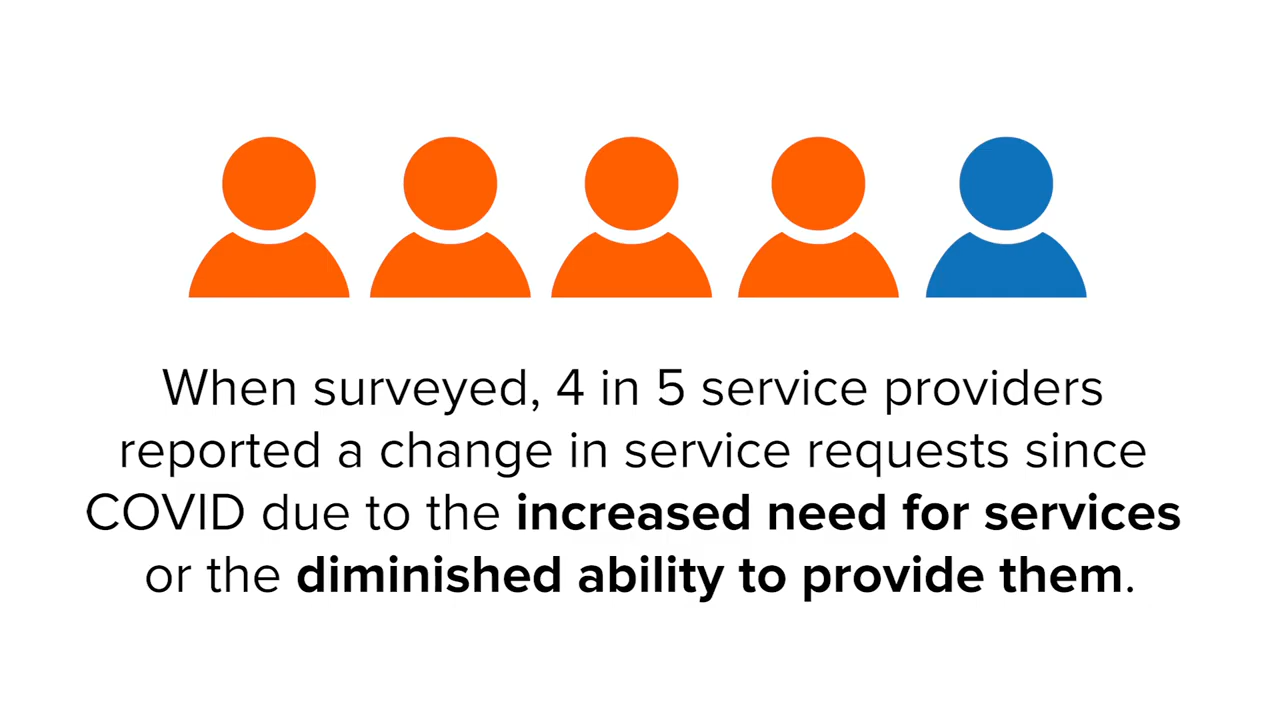 When surveyed, 4 in 5 service providers
reported a change in service requests since
COVID due to the increased need for services
or the diminished ability to provide them.